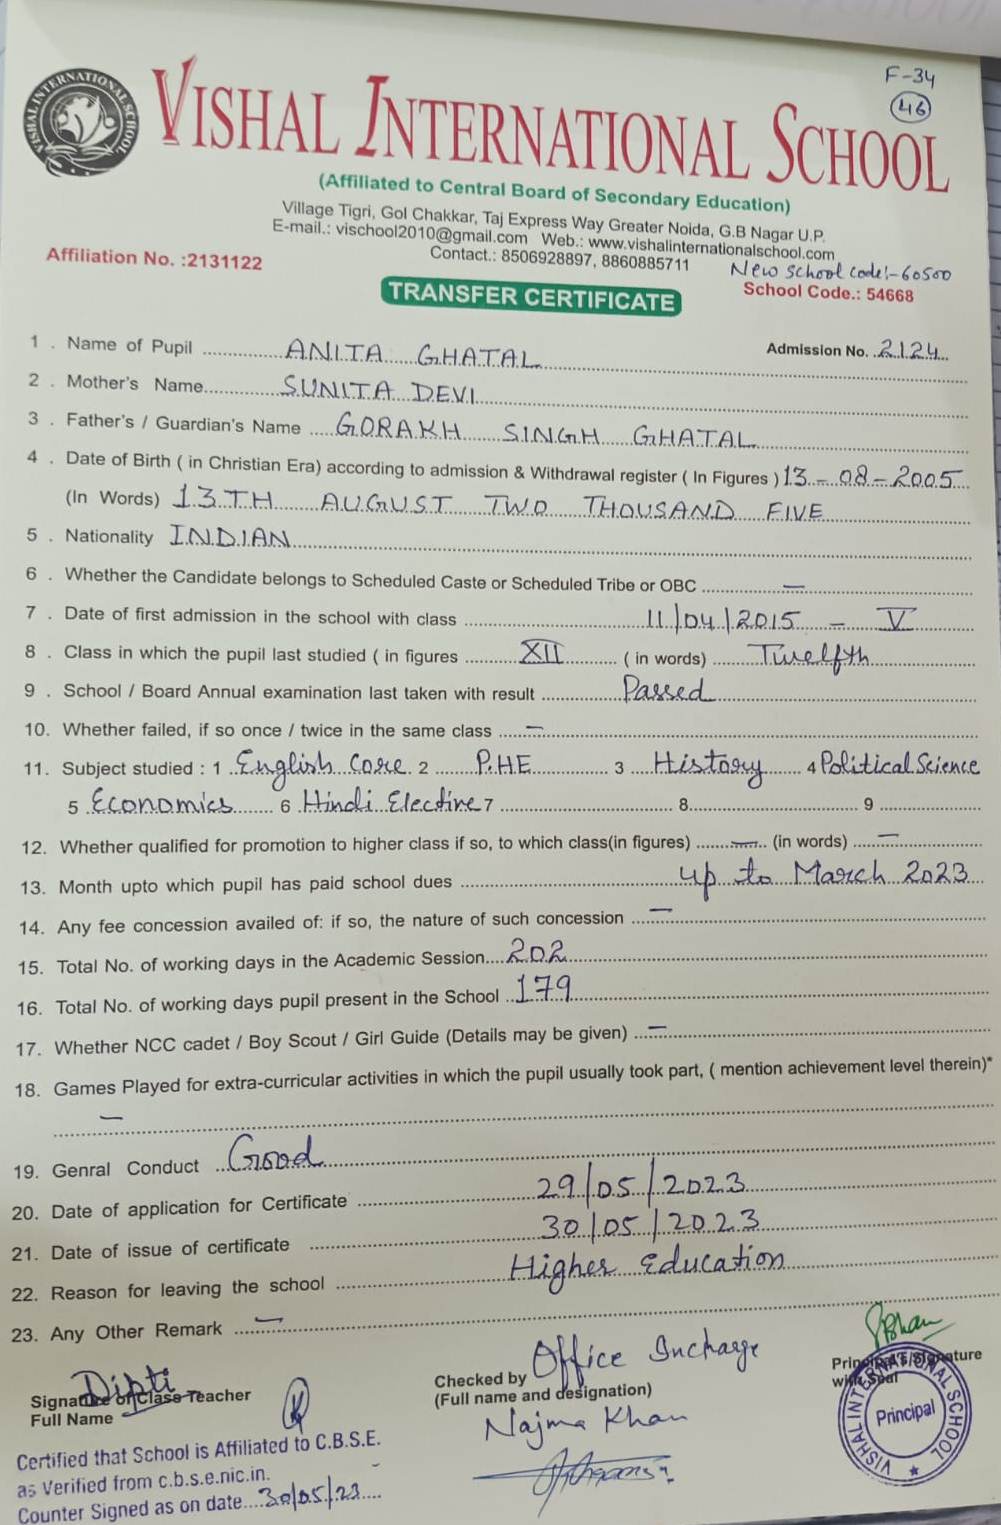 F-34
46
VISHAL INTERNATIONAL SCHOOL
VISHAL INTERNATIONAL SCHOOL
(Affiliated to Central Board of Secondary Education)
Village Tigri, Gol Chakkar, Taj Express Way Greater Noida, G.B Nagar U.P.
E-mail.: vischool2010@gmail.com Web.: www.vishalinternationalschool.com
Contact.: 8506928897, 8860885711
New School code:-60500
Affiliation No. :2131122
School Code.: 54668
TRANSFER CERTIFICATE
1 . Name of Pupil ANITA GHATAL Admission No. 2124
2 . Mother's Name SUNITA DEVI
3 . Father's / Guardian's Name GORAKH SINGH GHATAL
4 . Date of Birth ( in Christian Era) according to admission & Withdrawal register ( In Figures ) 13-08-2005
(In Words) 13TH AUGUST TWO THOUSAND FIVE
5 . Nationality INDIAN
6 . Whether the Candidate belongs to Scheduled Caste or Scheduled Tribe or OBC —
7 . Date of first admission in the school with class 11/04/2015 - V
8 . Class in which the pupil last studied ( in figures XII ( in words) Twelfth
9 . School / Board Annual examination last taken with result Passed
10. Whether failed, if so once / twice in the same class —
11. Subject studied : 1 English Core 2 P.HE 3 History 4 Political Science
5 Economics 6 Hindi Elective 7 8 9
12. Whether qualified for promotion to higher class if so, to which class(in figures) — (in words) —
13. Month upto which pupil has paid school dues up to March 2023
14. Any fee concession availed of: if so, the nature of such concession —
15. Total No. of working days in the Academic Session 202
16. Total No. of working days pupil present in the School 179
17. Whether NCC cadet / Boy Scout / Girl Guide (Details may be given) —
18. Games Played for extra-curricular activities in which the pupil usually took part, ( mention achievement level therein)*
—
19. Genral Conduct Good
20. Date of application for Certificate 29/05/2023
21. Date of issue of certificate 30/05/2023
22. Reason for leaving the school Higher Education
23. Any Other Remark —
Dipti
Signature of Class Teacher
Full Name
Checked by Office Incharge
(Full name and designation)
Najma Khan
Principal's Signature
with Seal
VISHAL INTERNATIONAL SCHOOL
Principal
Certified that School is Affiliated to C.B.S.E.
as Verified from c.b.s.e.nic.in.
Counter Signed as on date 30/05/23